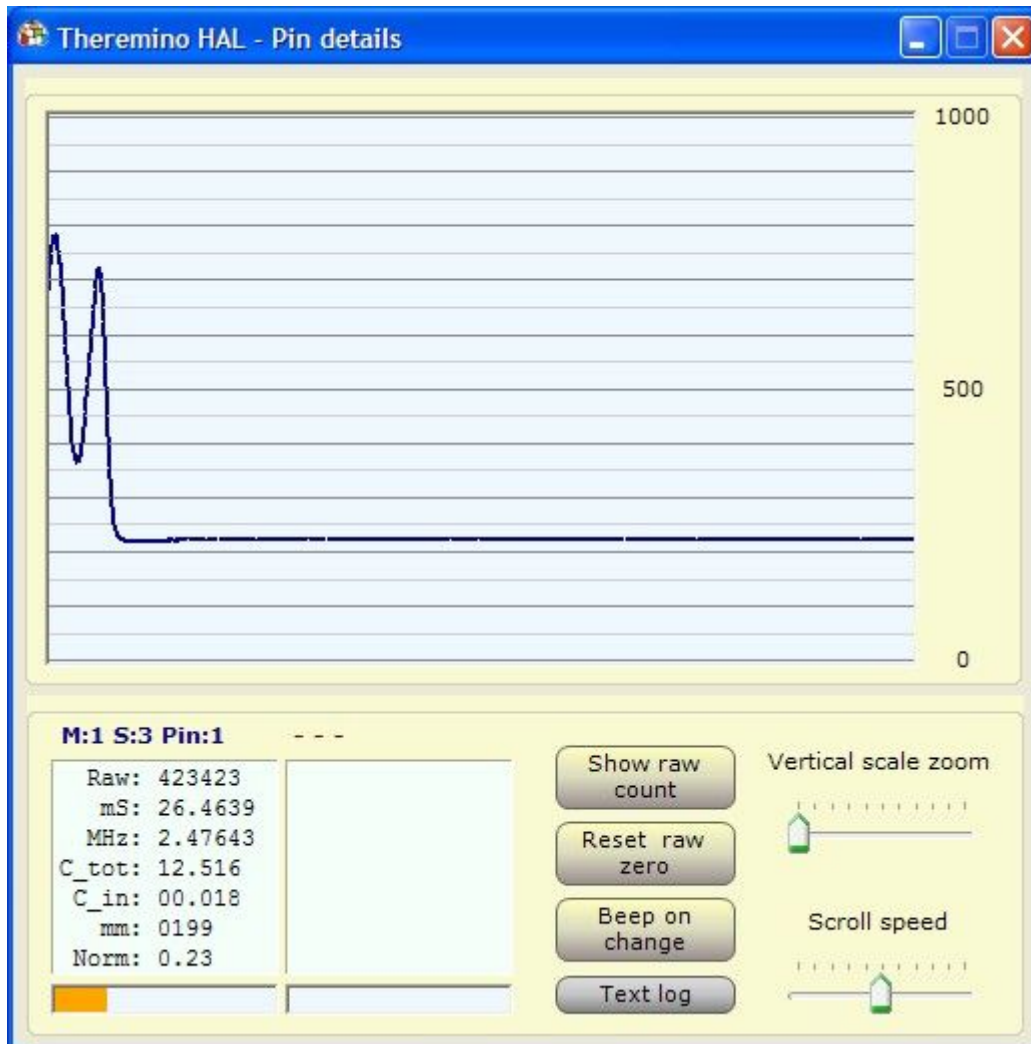 Theremino HAL - Pin details
1000
500
0
M:1 S:3 Pin:1
- - -
Raw: 423423
mS: 26.4639
MHz: 2.47643
C_tot: 12.516
C_in: 00.018
mm: 0199
Norm: 0.23
Show raw
count
Reset raw
zero
Beep on
change
Text log
Vertical scale zoom
Scroll speed